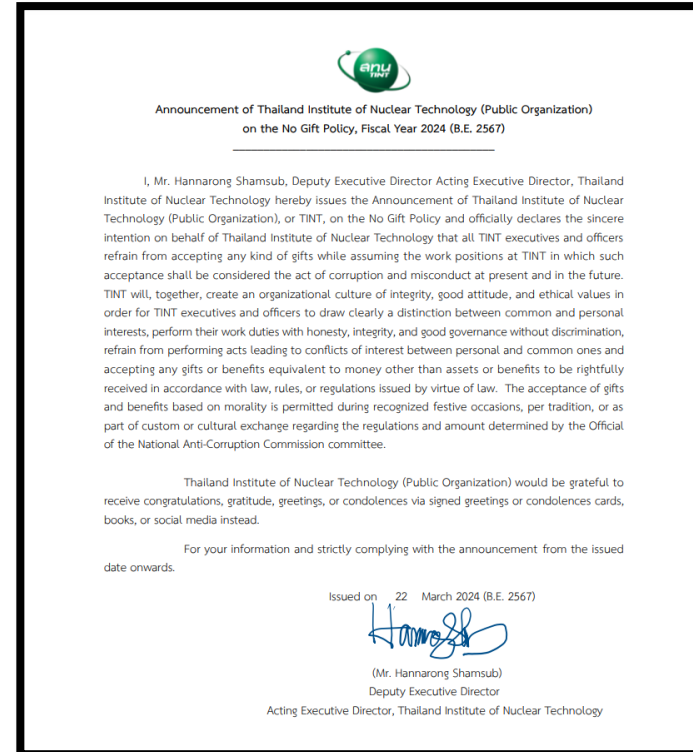 anu
TINT
Announcement of Thailand Institute of Nuclear Technology (Public Organization)
on the No Gift Policy, Fiscal Year 2024 (B.E. 2567)
I, Mr. Hannarong Shamsub, Deputy Executive Director Acting Executive Director, Thailand
Institute of Nuclear Technology hereby issues the Announcement of Thailand Institute of Nuclear
Technology (Public Organization), or TINT, on the No Gift Policy and officially declares the sincere
intention on behalf of Thailand Institute of Nuclear Technology that all TINT executives and officers
refrain from accepting any kind of gifts while assuming the work positions at TINT in which such
acceptance shall be considered the act of corruption and misconduct at present and in the future.
TINT will, together, create an organizational culture of integrity, good attitude, and ethical values in
order for TINT executives and officers to draw clearly a distinction between common and personal
interests, perform their work duties with honesty, integrity, and good governance without discrimination,
refrain from performing acts leading to conflicts of interest between personal and common ones and
accepting any gifts or benefits equivalent to money other than assets or benefits to be rightfully
received in accordance with law, rules, or regulations issued by virtue of law. The acceptance of gifts
and benefits based on morality is permitted during recognized festive occasions, per tradition, or as
part of custom or cultural exchange regarding the regulations and amount determined by the Official
of the National Anti-Corruption Commission committee.
Thailand Institute of Nuclear Technology (Public Organization) would be grateful to
receive congratulations, gratitude, greetings, or condolences via signed greetings or condolences cards,
books, or social media instead.
For your information and strictly complying with the announcement from the issued
date onwards.
Issued on 22 March 2024 (B.E. 2567)
(Mr. Hannarong Shamsub)
Deputy Executive Director
Acting Executive Director, Thailand Institute of Nuclear Technology